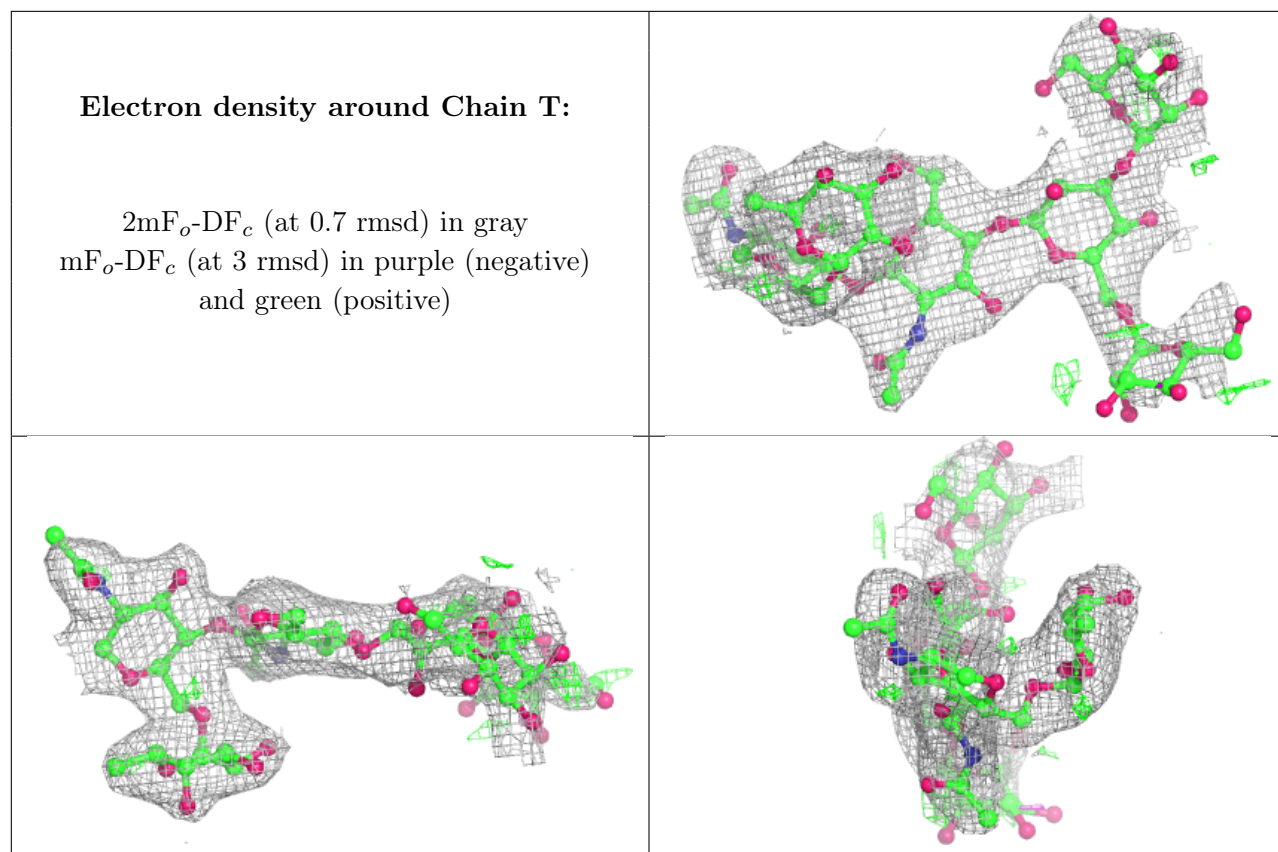 Electron density around Chain T:
2mFo-DFc (at 0.7 rmsd) in gray
mFo-DFc (at 3 rmsd) in purple (negative)
and green (positive)